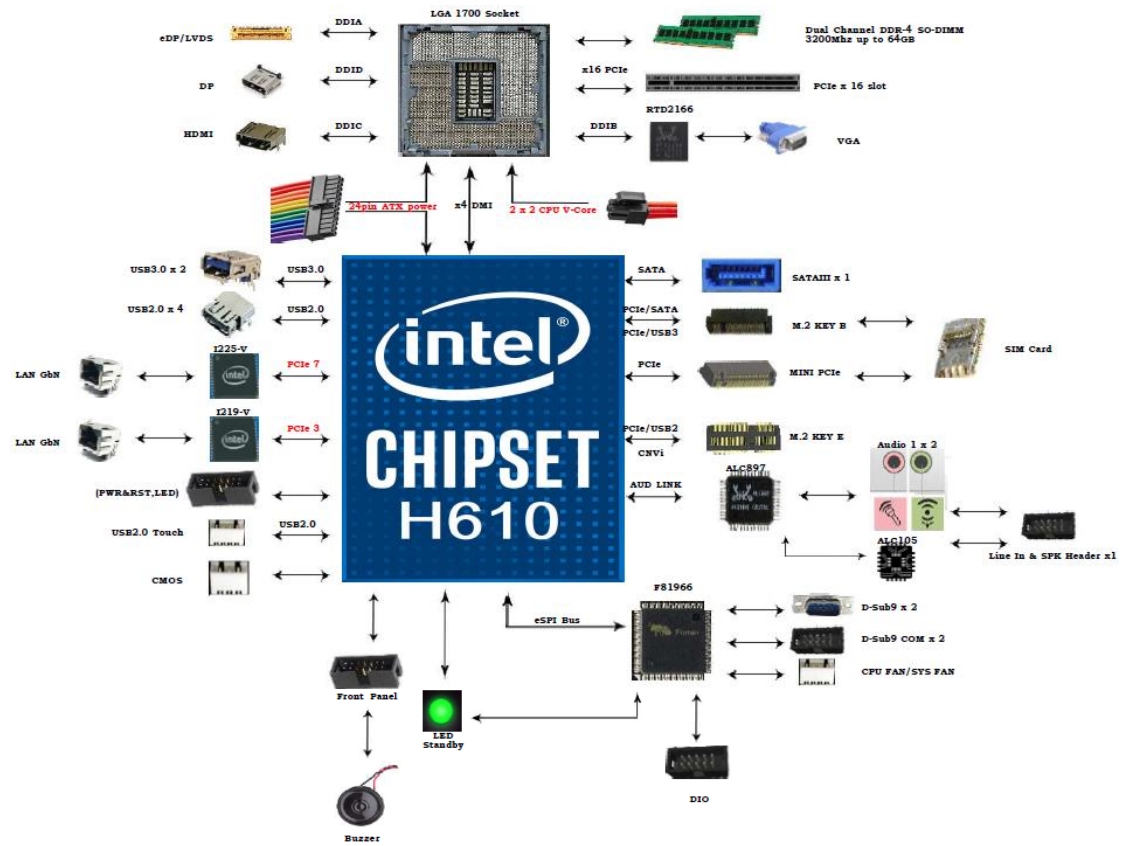 LGA 1700 Socket
eDP/LVDS
DDIA
Dual Channel DDR-4 SO-DIMM
3200Mhz up to 64GB
DP
DDID
x16 PCIe
PCIe x 16 slot
HDMI
DDIC
DDIB
RTD2166
VGA
24pin ATX power
x4 DMI
2 x 2 CPU V-Core
USB3.0 x 2
USB3.0
SATA
SATAIII x 1
USB2.0 x 4
USB2.0
PCIe/SATA
PCIe/USB3
M.2 KEY B
SIM Card
I225-V
LAN GbN
PCIe 7
PCIe
MINI PCIe
I219-V
LAN GbN
PCIe 3
PCIe/USB2
CNVi
M.2 KEY E
intel
intel
intel®
CHIPSET
H610
(PWR&RST,LED)
AUD LINK
ALC897
Audio 1 x 2
USB2.0 Touch
USB2.0
ALC105
Line In & SPK Header x1
CMOS
eSPI Bus
F81966
D-Sub9 x 2
D-Sub9 COM x 2
CPU FAN/SYS FAN
Front Panel
LED
Standby
DIO
Buzzer